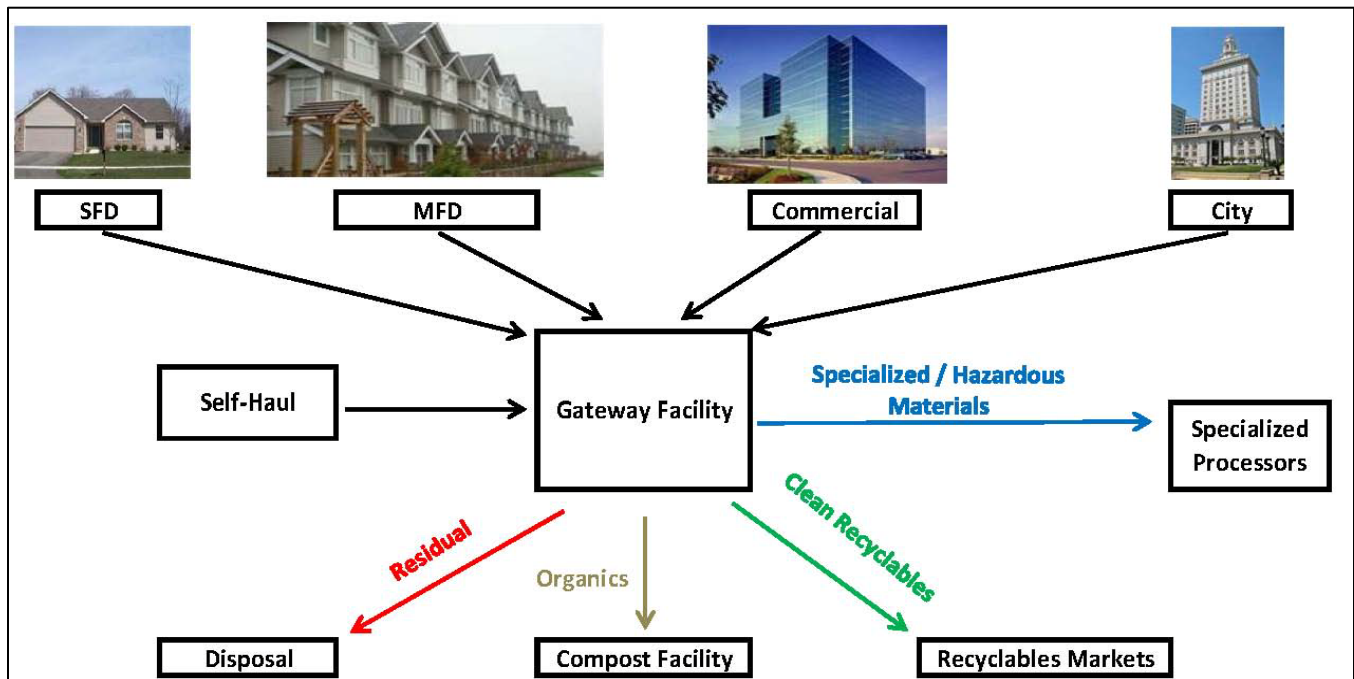 SFD
MFD
Commercial
City
Self-Haul
Gateway Facility
Specialized / Hazardous
Materials
Specialized
Processors
Residual
Organics
Clean Recyclables
Disposal
Compost Facility
Recyclables Markets